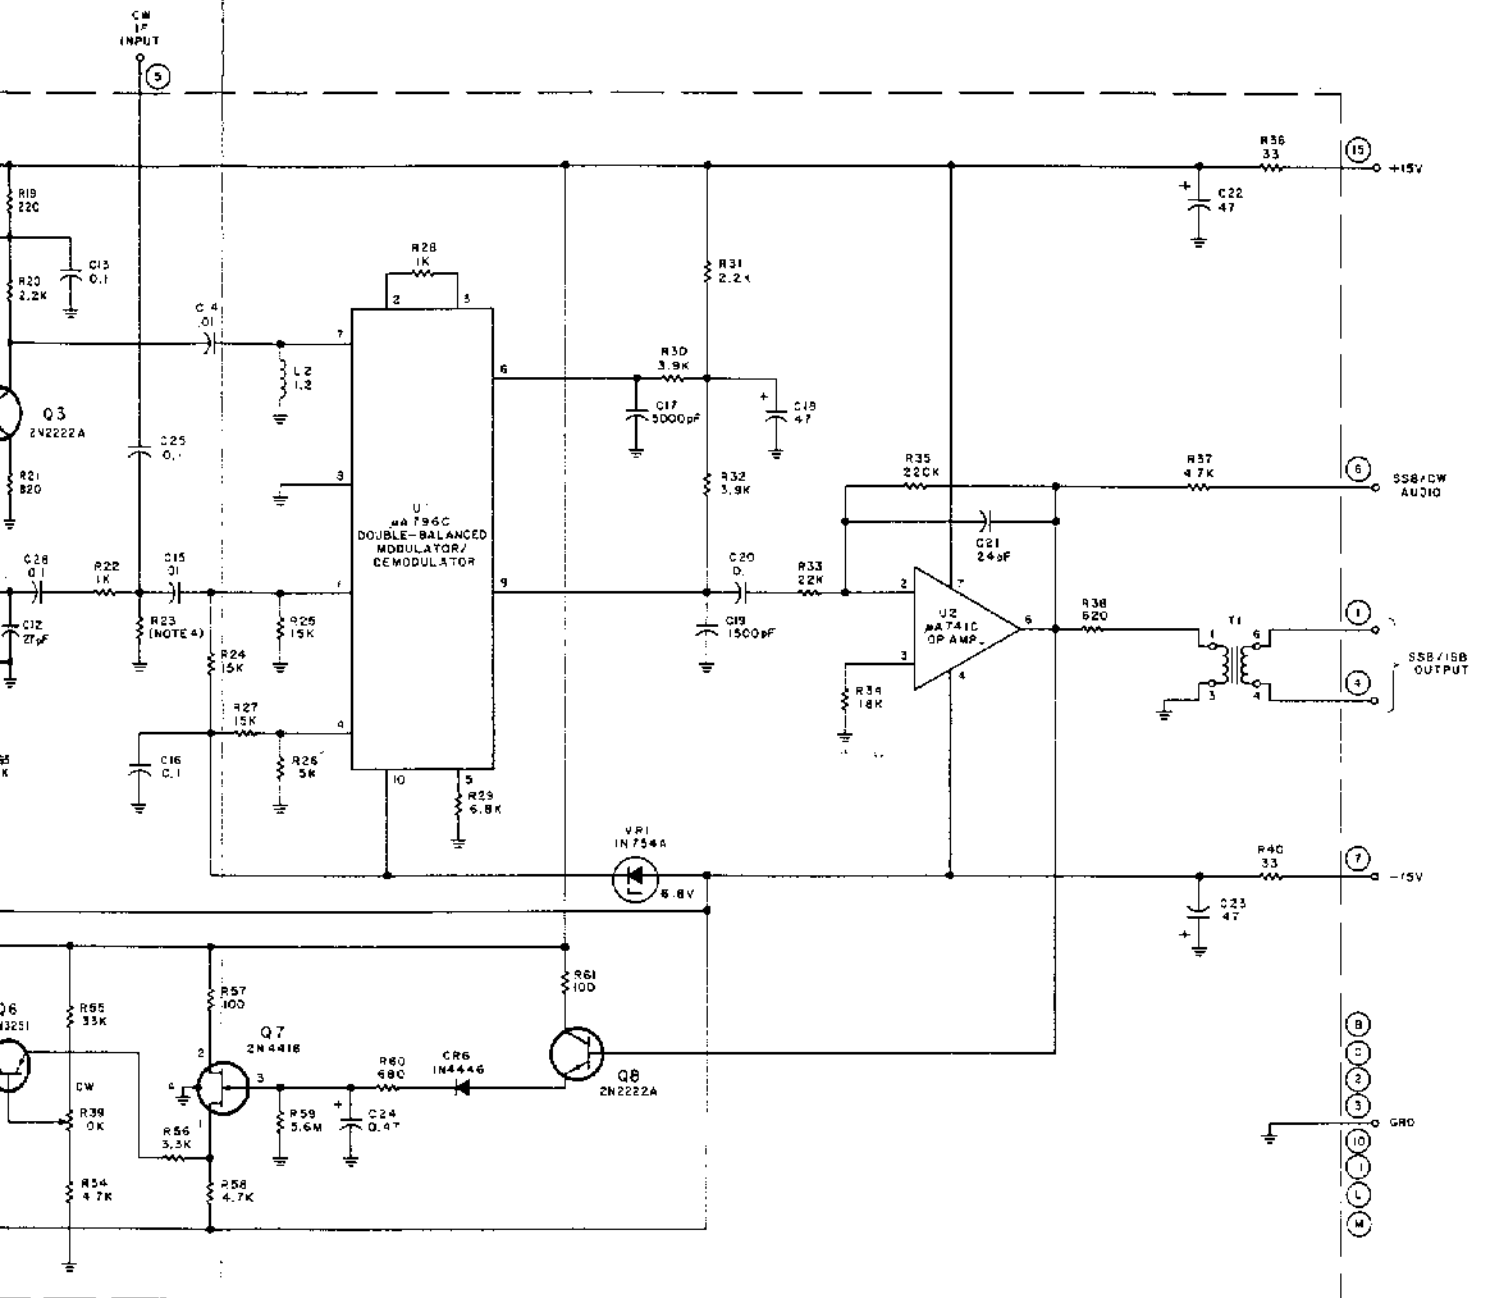 CW
IF
INPUT
5
R36
33
15
+15V
+
C22
47
R19
220
C13
0.1
R20
2.2K
R28
1K
2
3
R31
2.2K
.01
7
L2
1.2
6
R30
3.9K
C17
5000pF
+
C18
47
Q3
2N2222A
C25
0.1
R21
820
8
R32
3.9K
R35
220K
R37
4.7K
6
SSB/CW
AUDIO
U1
µA796C
DOUBLE-BALANCED
MODULATOR/
DEMODULATOR
C21
24pF
C28
0.1
R22
1K
C15
.01
9
C20
R33
22K
2
7
C12
27pF
R23
(NOTE 4)
R25
15K
C19
1500pF
U2
µA741C
OP AMP
6
R38
620
T1
1
6
1
R24
15K
3
R34
18K
4
3
4
4
SSB/ISB
OUTPUT
R27
15K
4
C16
0.1
R26
10
5
R29
6.8K
VR1
1N754A
6.8V
R40
33
7
-15V
C23
47
+
R61
100
R57
100
Q6
R55
33K
Q7
2N4416
2
4
3
1
R60
680
CR6
1N4446
Q8
2N2222A
CW
R39
R59
5.6M
+
C24
0.47
R56
3.3K
R54
4.7K
R58
4.7K
B
C
2
3
GRD
10
L
M